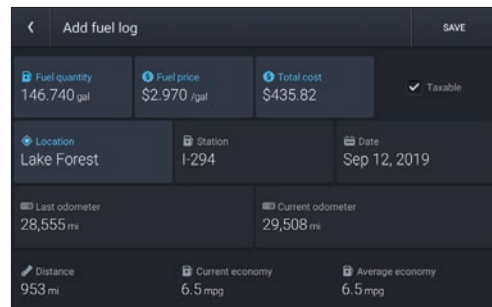 Add fuel log
SAVE
Fuel quantity
146.740 gal
Fuel price
$2.970 /gal
Total cost
$435.82
Taxable
Location
Lake Forest
Station
I-294
Date
Sep 12, 2019
Last odometer
28,555 mi
Current odometer
29,508 mi
Distance
953 mi
Current economy
6.5 mpg
Average economy
6.5 mpg